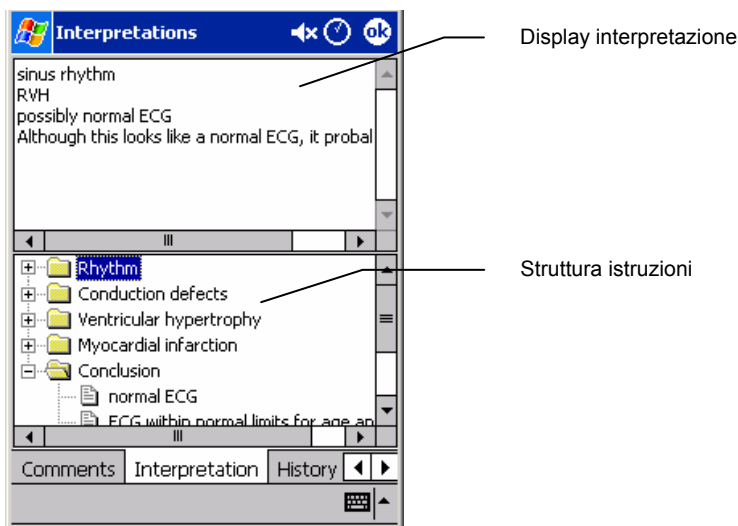 Interpretations
ok
Display interpretazione
sinus rhythm
RVH
possibly normal ECG
Although this looks like a normal ECG, it probal
Struttura istruzioni
Rhythm
Conduction defects
Ventricular hypertrophy
Myocardial infarction
Conclusion
normal ECG
ECG within normal limits for age an
Comments Interpretation History